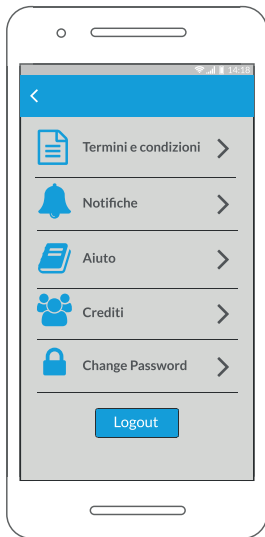 14:18
Termini e condizioni
Notifiche
Aiuto
Crediti
Change Password
Logout